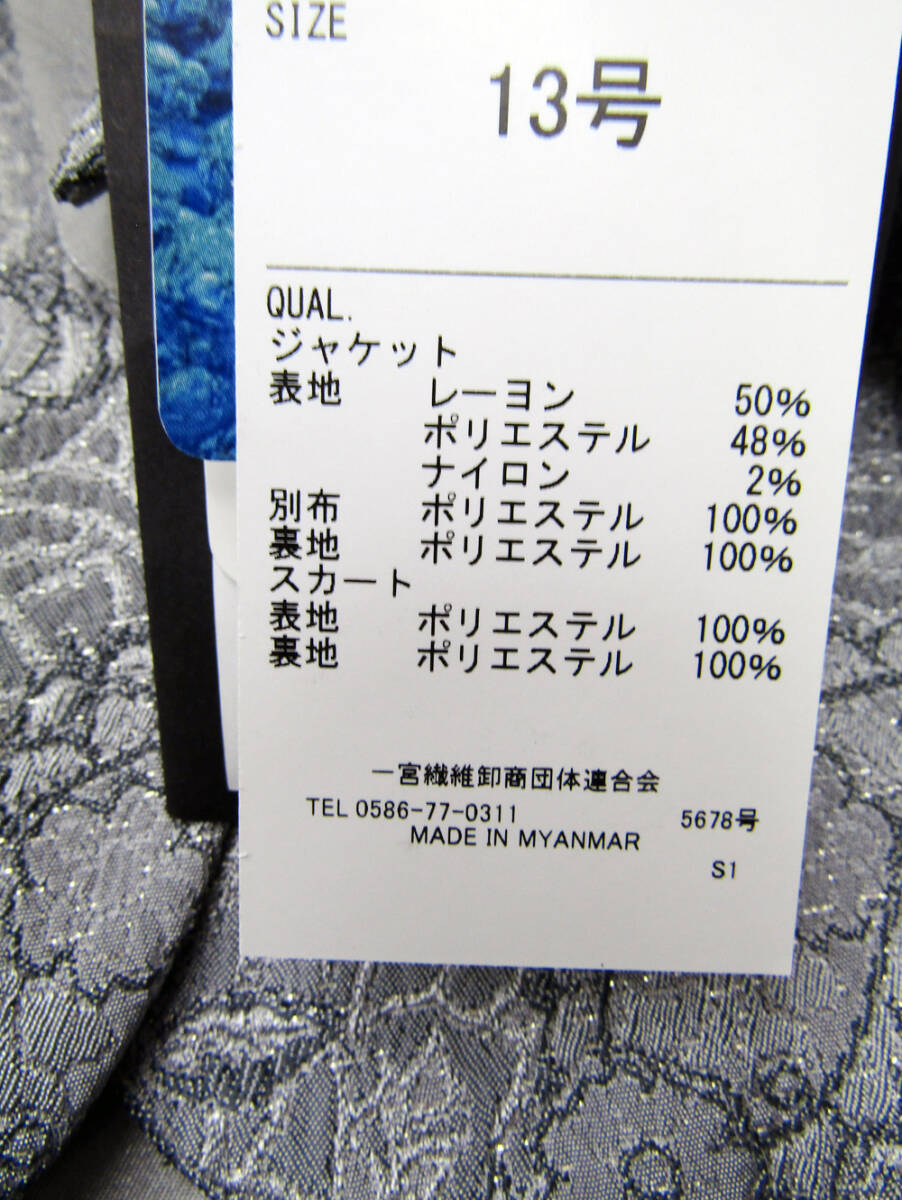 SIZE
13号
QUAL.
ジャケット
表地 レーヨン 50%
ポリエステル 48%
ナイロン 2%
別布 ポリエステル 100%
裏地 ポリエステル 100%
スカート
表地 ポリエステル 100%
裏地 ポリエステル 100%
一宮繊維卸商団体連合会
TEL 0586-77-0311 5678号
MADE IN MYANMAR
S1